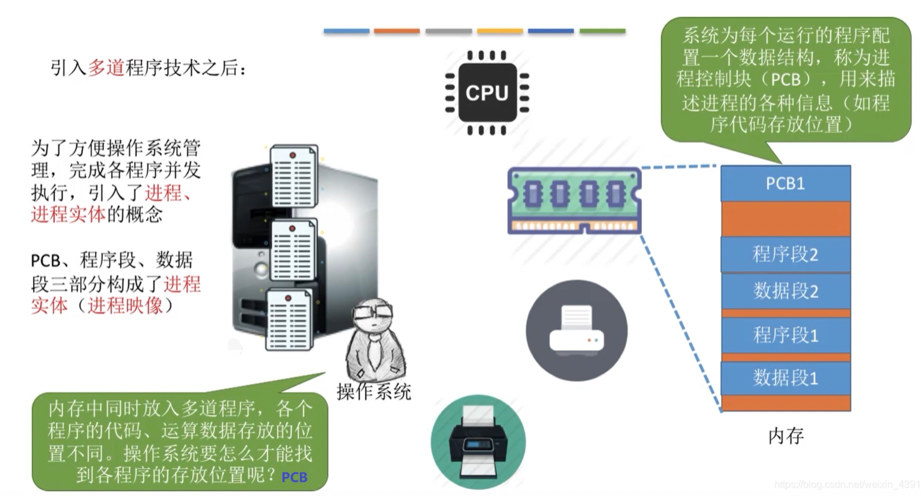 引入多道程序技术之后：
CPU
系统为每个运行的程序配
置一个数据结构，称为进
程控制块（PCB），用来描
述进程的各种信息（如程
序代码存放位置）
为了方便操作系统管
理，完成各程序并发
执行，引入了进程、
进程实体的概念
PCB、程序段、数据
段三部分构成了进程
实体（进程映像）
PCB1
程序段2
数据段2
程序段1
数据段1
内存
操作系统
内存中同时放入多道程序，各个
程序的代码、运算数据存放的位
置不同。操作系统要怎么才能找
到各程序的存放位置呢？PCB
https://blog.csdn.net/weixin_4391